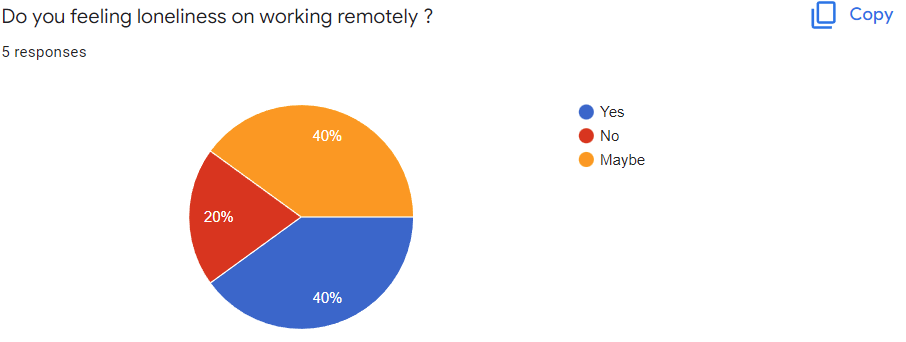 Do you feeling loneliness on working remotely ?
Copy
5 responses
Yes
No
Maybe
40%
20%
40%